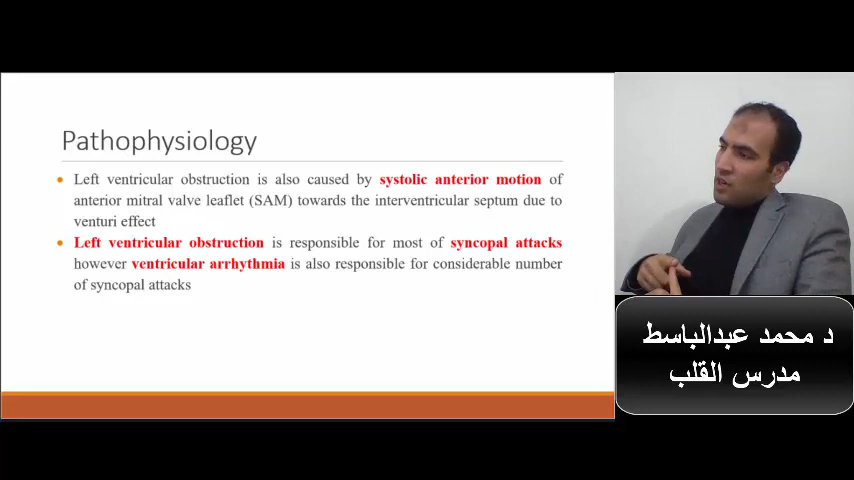 Pathophysiology
Left ventricular obstruction is also caused by systolic anterior motion of
anterior mitral valve leaflet (SAM) towards the interventricular septum due to
venturi effect
Left ventricular obstruction is responsible for most of syncopal attacks
however ventricular arrhythmia is also responsible for considerable number
of syncopal attacks
د محمد عبدالباسط
مدرس القلب